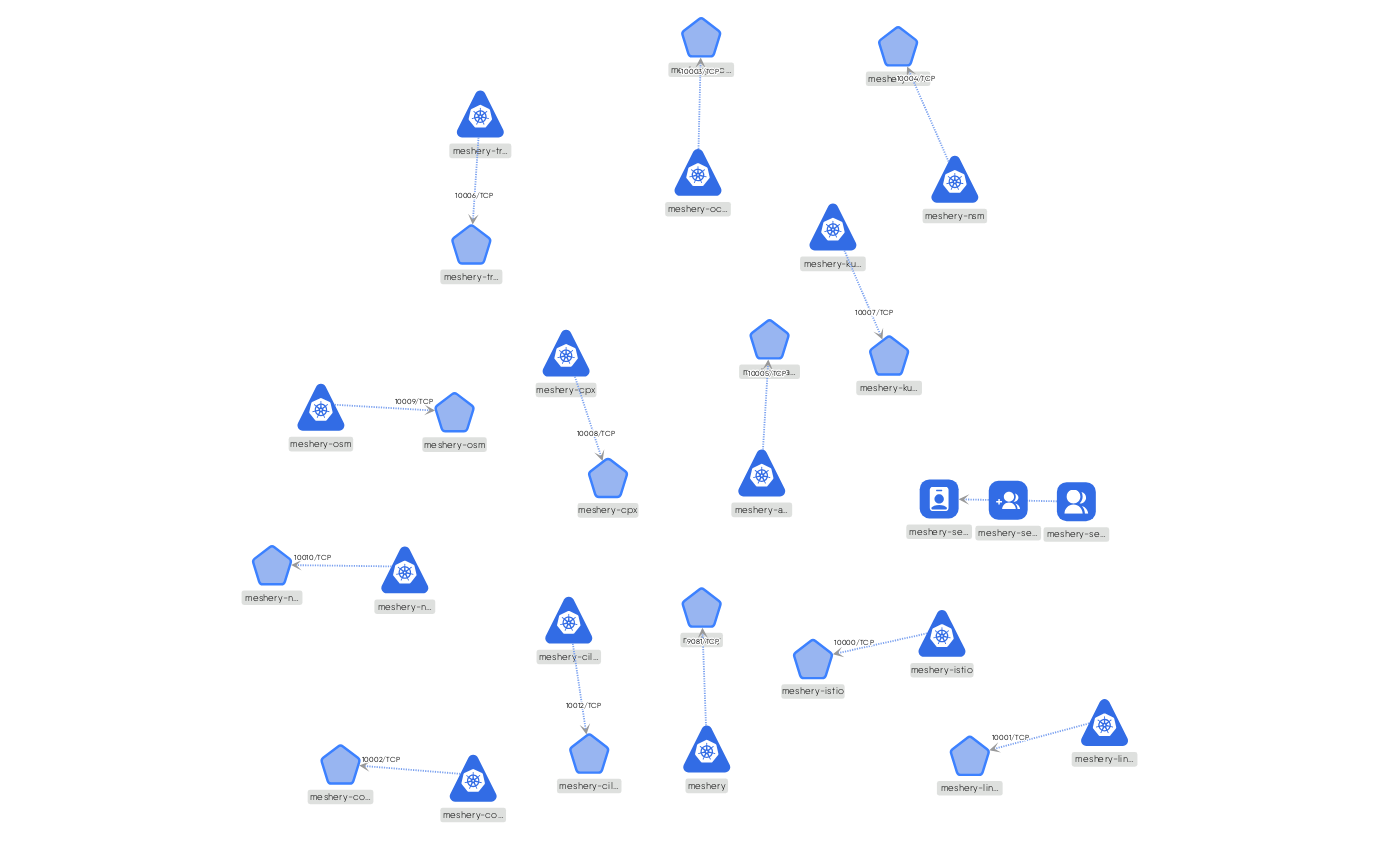 10003/TCP
10004/TCP
meshery-tr...
10006/TCP
meshery-oc...
meshery-nsm
meshery-ku...
meshery-tr...
10007/TCP
10005/TCP
meshery-ku...
meshery-cpx
10009/TCP
10008/TCP
meshery-osm
meshery-osm
meshery-cpx
meshery-a...
meshery-se...
meshery-se...
meshery-se...
10010/TCP
meshery-n...
meshery-n...
9081/TCP
10000/TCP
meshery-cil...
meshery-istio
meshery-istio
10012/TCP
10001/TCP
10002/TCP
meshery-lin...
meshery-cil...
meshery
meshery-lin...
meshery-co...
meshery-co...